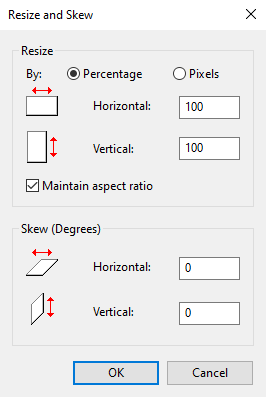 Resize and Skew
Resize
By: Percentage Pixels
Horizontal: 100
Vertical: 100
Maintain aspect ratio
Skew (Degrees)
Horizontal: 0
Vertical: 0
OK Cancel